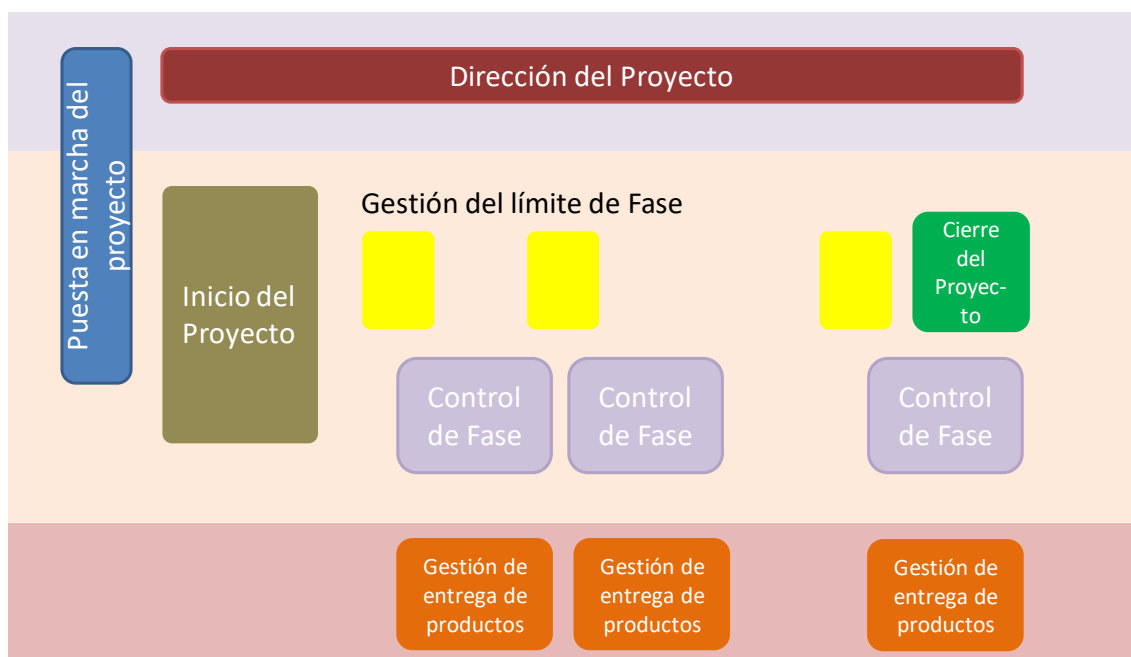 Dirección del Proyecto
Puesta en marcha del
proyecto
Inicio del
Proyecto
Gestión del límite de Fase
Cierre
del
Proyec-
to
Control
de Fase
Control
de Fase
Control
de Fase
Gestión de
entrega de
productos
Gestión de
entrega de
productos
Gestión de
entrega de
productos